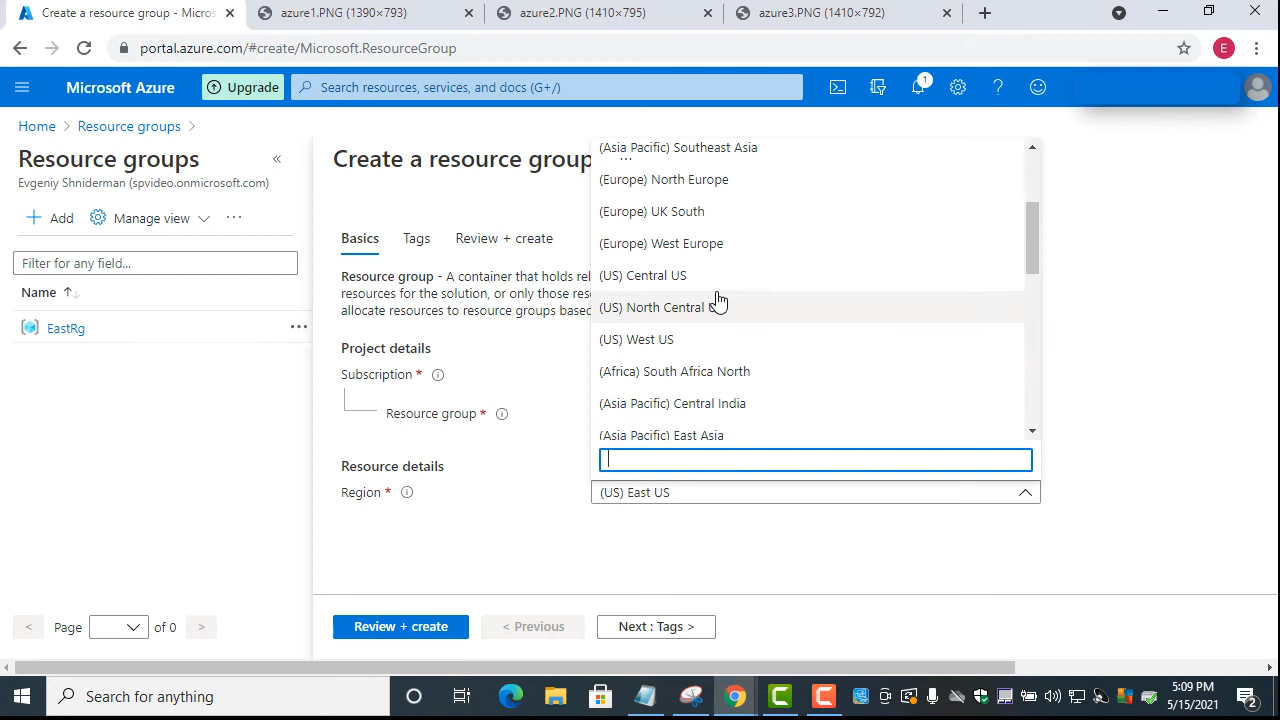 Create a resource group - Micros
azure1.PNG (1390×793)
azure2.PNG (1410×795)
azure3.PNG (1410×792)
portal.azure.com/#create/Microsoft.ResourceGroup
E
Microsoft Azure
Upgrade
Search resources, services, and docs (G+/)
1
Home > Resource groups >
Resource groups
Evgeniy Shniderman (spvideo.onmicrosoft.com)
+ Add
Manage view
Filter for any field...
Name
EastRg
< Page
of 0 >
Create a resource group
Basics
Tags
Review + create
Resource group - A container that holds rel
resources for the solution, or only those res
allocate resources to resource groups based
Project details
Subscription *
Resource group *
Resource details
Region *
(Asia Pacific) Southeast Asia
(Europe) North Europe
(Europe) UK South
(Europe) West Europe
(US) Central US
(US) North Central
(US) West US
(Africa) South Africa North
(Asia Pacific) Central India
(Asia Pacific) East Asia
(US) East US
Review + create
< Previous
Next : Tags >
Search for anything
5:09 PM
5/15/2021
2